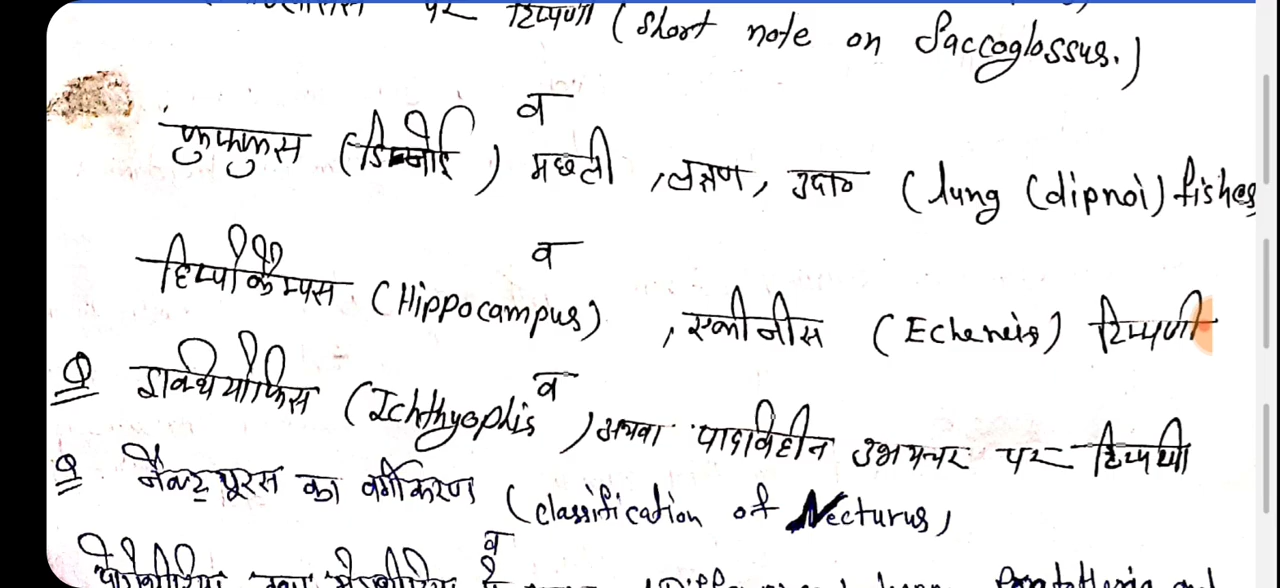 पर टिप्पणी (short note on Saccoglossus.)
व
फुफ्फुस (डिप्नोई) मछली, लक्षण, उदा० (lung (dipnoi) fishes
व
हिप्पोकैम्पस (Hippocampus), एकीनीस (Echeneis) टिप्पणी
व
Q इक्थियोफिस (Ichthyophis) अथवा पादविहीन उभयचर पर टिप्पणी
Q नैक्ट्यूरस का वर्गीकरण (classification of Necturus)
व